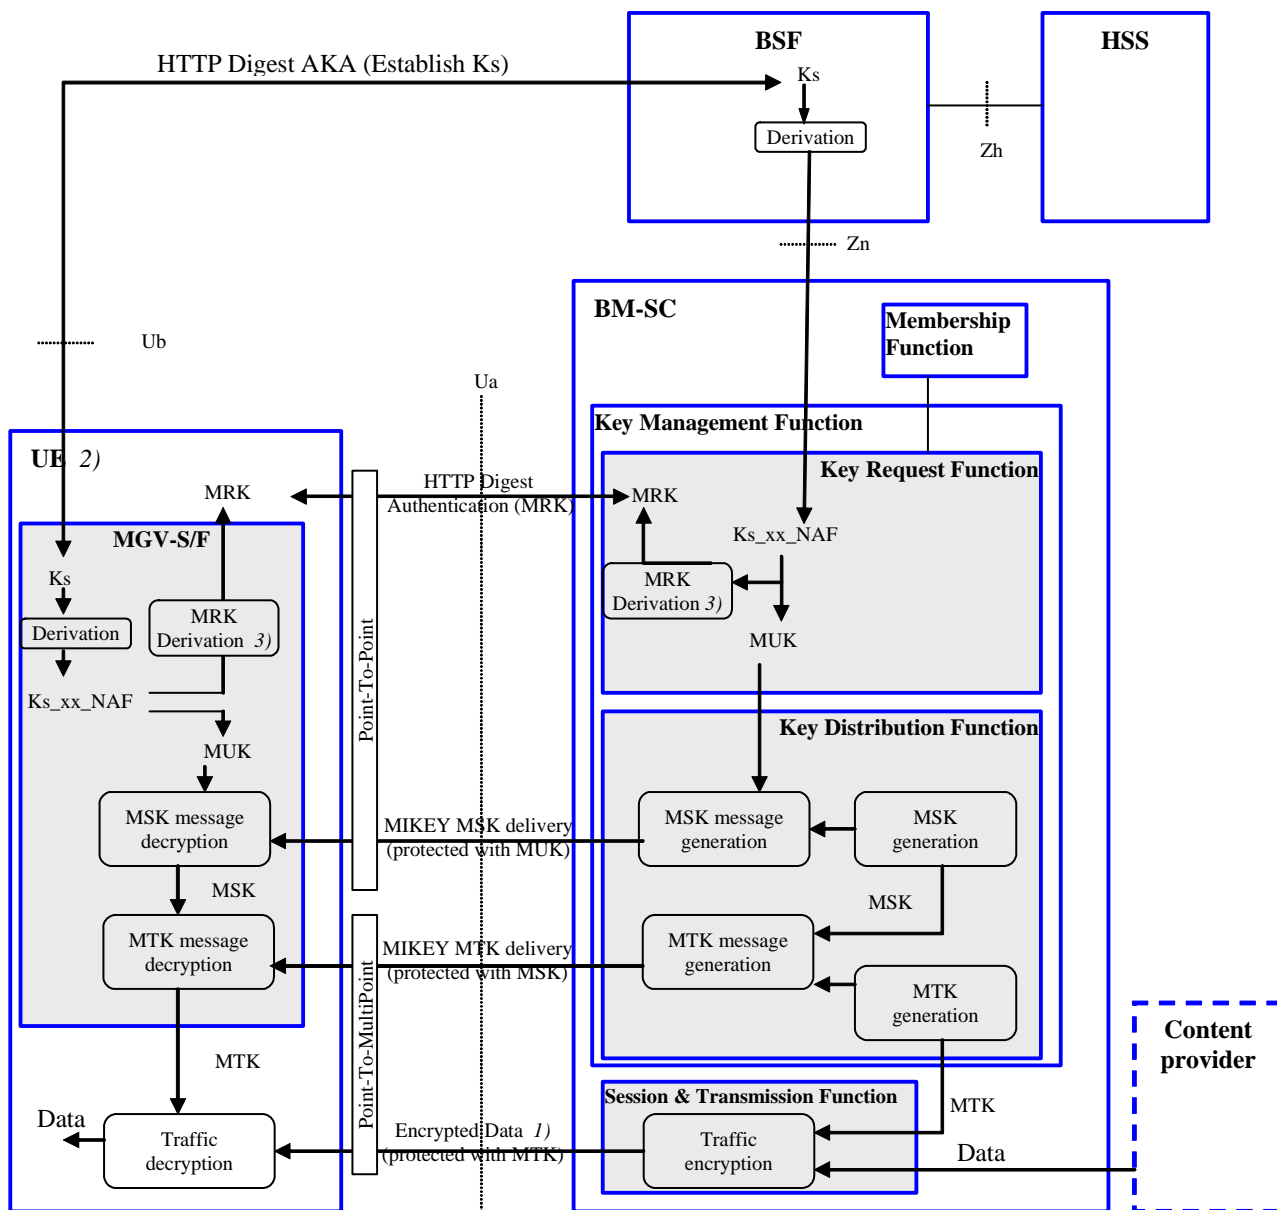 BSF
HSS
HTTP Digest AKA (Establish Ks)
Ks
Derivation
Zh
Zn
BM-SC
Membership
Function
Ub
Ua
Key Management Function
UE 2)
Key Request Function
MRK
HTTP Digest
Authentication (MRK)
MRK
MGV-S/F
Ks_xx_NAF
Ks
MRK
Derivation 3)
MRK
Derivation 3)
Derivation
MUK
Ks_xx_NAF
Point-To-Point
MUK
Key Distribution Function
MSK message
decryption
MIKEY MSK delivery
(protected with MUK)
MSK message
generation
MSK
generation
MSK
MSK
MTK message
decryption
MIKEY MTK delivery
(protected with MSK)
MTK message
generation
MTK
generation
Point-To-MultiPoint
Content
provider
MTK
Session & Transmission Function
MTK
Data
Traffic
decryption
Encrypted Data 1)
(protected with MTK)
Traffic
encryption
Data